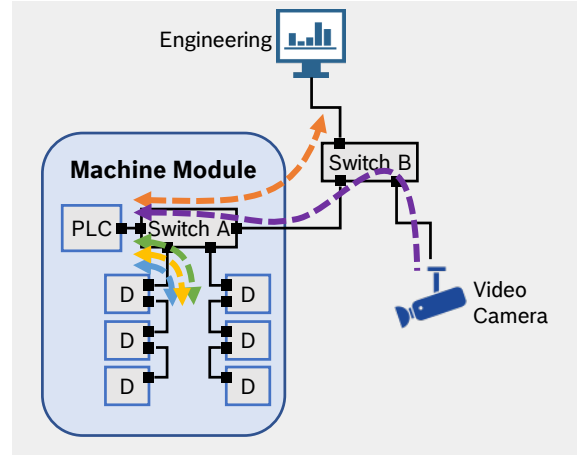 Engineering
Switch B
Machine Module
PLC
Switch A
D
D
D
D
D
D
Video
Camera